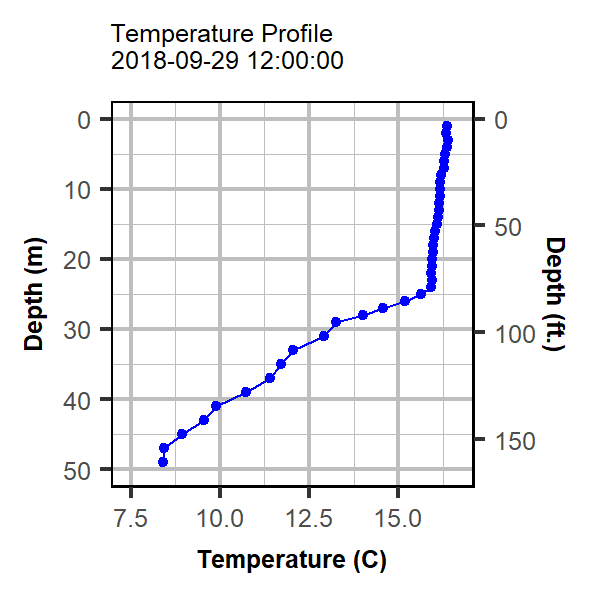 Temperature Profile
2018-09-29 12:00:00
0
10
20
30
40
50
Depth (m)
0
50
100
150
Depth (ft.)
7.5 10.0 12.5 15.0
Temperature (C)